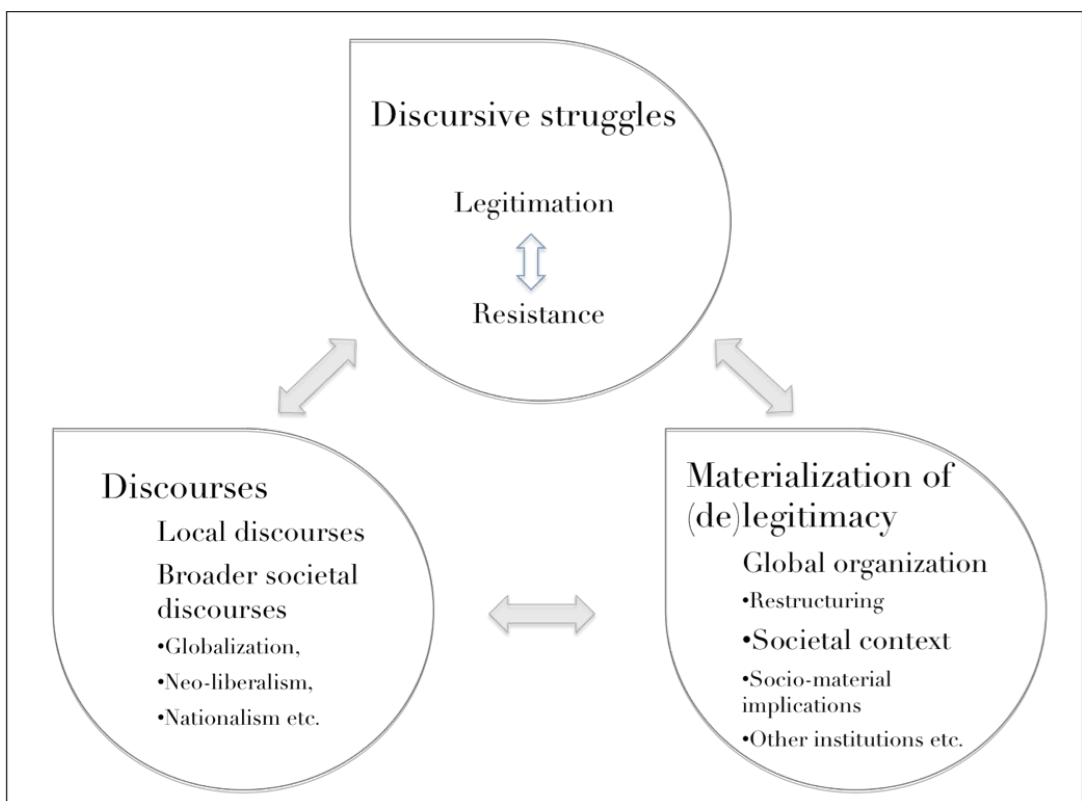 Discursive struggles
Legitimation
Resistance
Discourses
Local discourses
Broader societal
discourses
•Globalization,
•Neo-liberalism,
•Nationalism etc.
Materialization of
(de)legitimacy
Global organization
•Restructuring
•Societal context
•Socio-material
implications
•Other institutions etc.